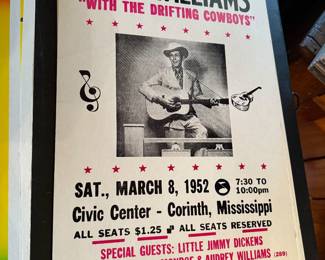 WILLIAMS
"WITH THE DRIFTING COWBOYS"
SAT., MARCH 8, 1952 7:30 TO 10:00pm
Civic Center - Corinth, Mississippi
ALL SEATS $1.25 ALL SEATS RESERVED
SPECIAL GUESTS: LITTLE JIMMY DICKENS
MONROE & AUDREY WILLIAMS (289)